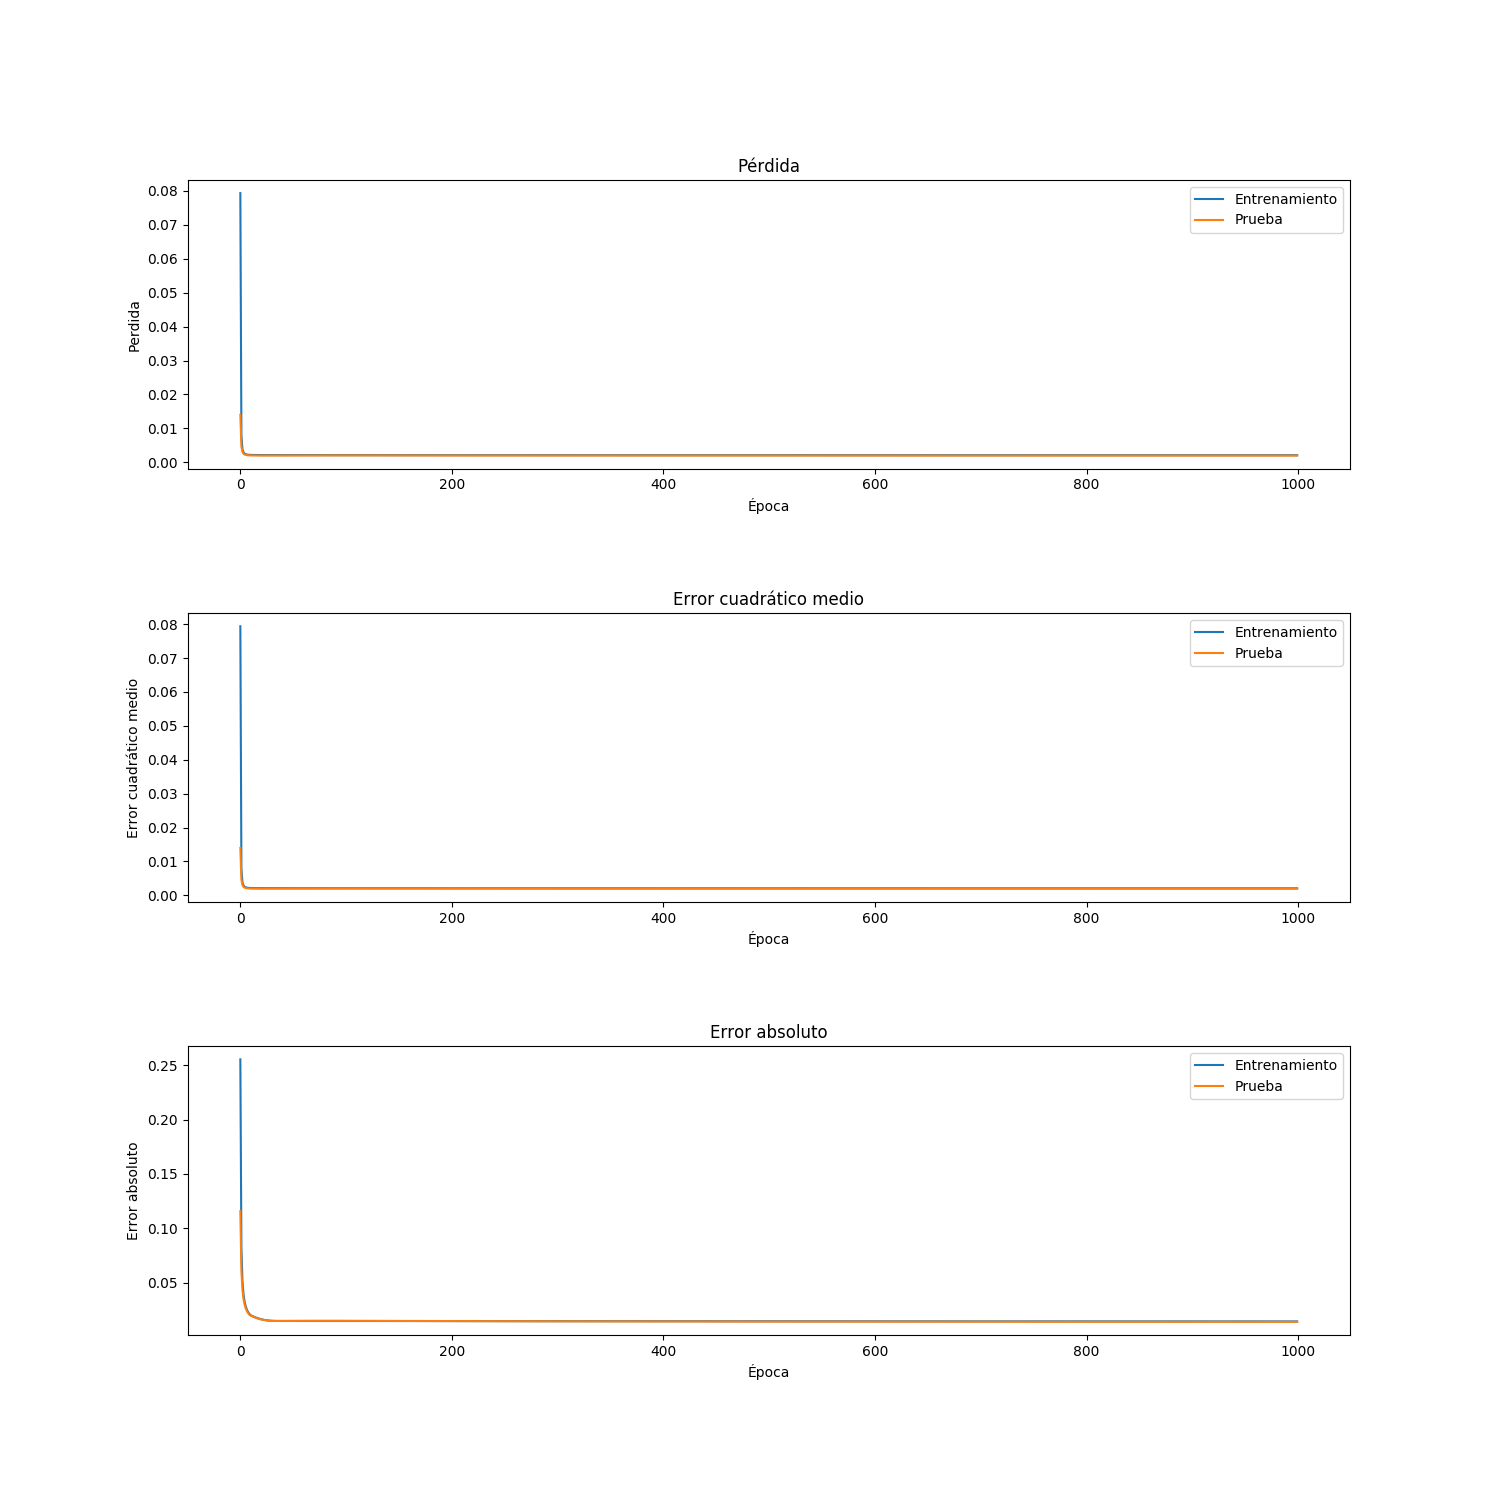 Pérdida
0.08
0.07
0.06
0.05
0.04
0.03
0.02
0.01
0.00
Perdida
Entrenamiento
Prueba
0 200 400 600 800 1000
Época
Error cuadrático medio
0.08
0.07
0.06
0.05
0.04
0.03
0.02
0.01
0.00
Error cuadrático medio
Entrenamiento
Prueba
0 200 400 600 800 1000
Época
Error absoluto
0.25
0.20
0.15
0.10
0.05
Error absoluto
Entrenamiento
Prueba
0 200 400 600 800 1000
Época